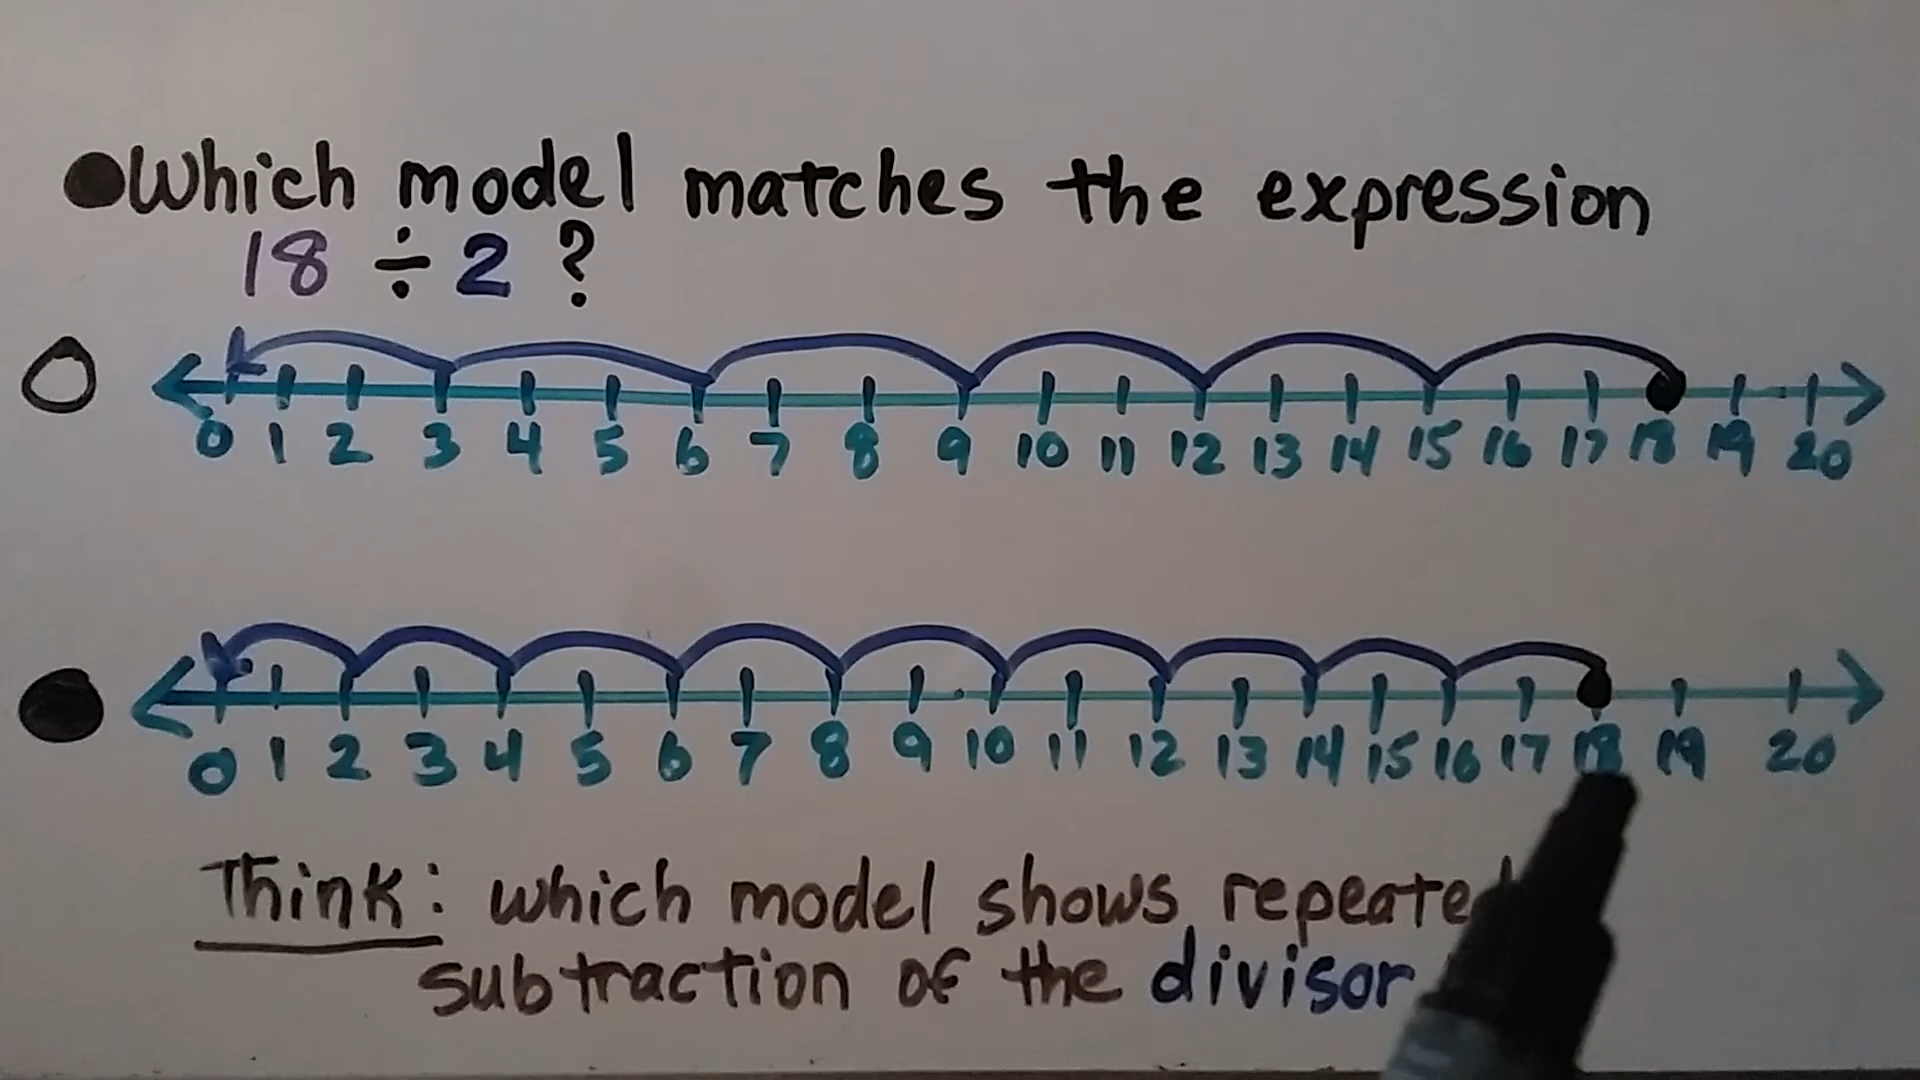 Which model matches the expression
18 ÷ 2 ?
0 1 2 3 4 5 6 7 8 9 10 11 12 13 14 15 16 17 18 19 20
0 1 2 3 4 5 6 7 8 9 10 11 12 13 14 15 16 17 18 19 20
Think: which model shows repeated
subtraction of the divisor